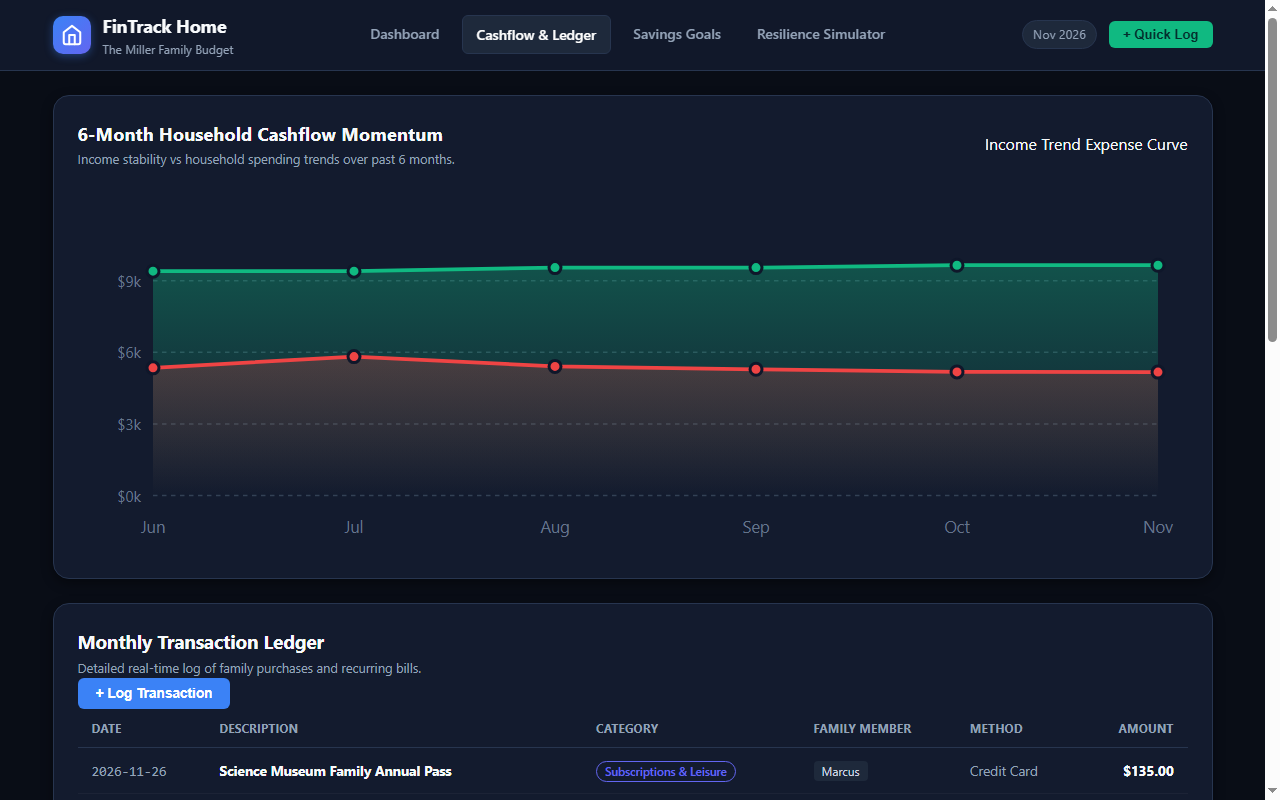 FinTrack Home
The Miller Family Budget
Dashboard
Cashflow & Ledger
Savings Goals
Resilience Simulator
Nov 2026
+ Quick Log
6-Month Household Cashflow Momentum
Income stability vs household spending trends over past 6 months.
Income Trend Expense Curve
$9k
$6k
$3k
$0k
Jun Jul Aug Sep Oct Nov
Monthly Transaction Ledger
Detailed real-time log of family purchases and recurring bills.
+ Log Transaction
DATE DESCRIPTION CATEGORY FAMILY MEMBER METHOD AMOUNT
2026-11-26 Science Museum Family Annual Pass Subscriptions & Leisure Marcus Credit Card $135.00